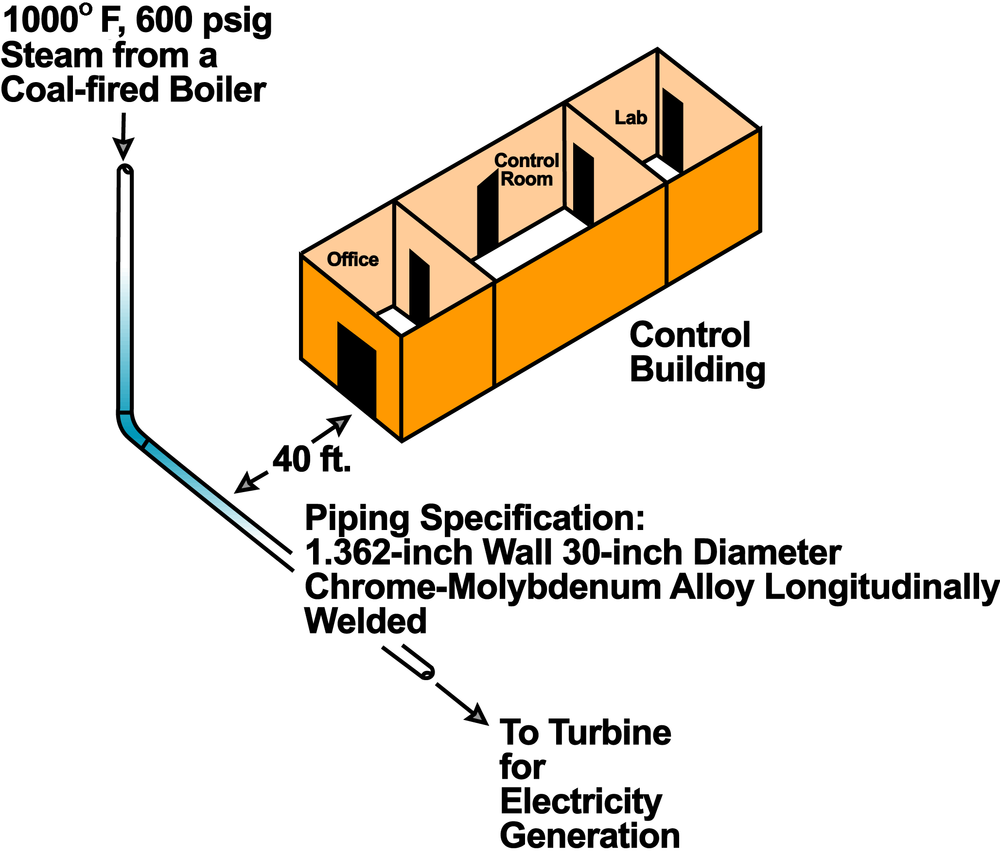 1000° F, 600 psig
Steam from a
Coal-fired Boiler
Lab
Control
Room
Office
Control
Building
40 ft.
Piping Specification:
1.362-inch Wall 30-inch Diameter
Chrome-Molybdenum Alloy Longitudinally
Welded
To Turbine
for
Electricity
Generation